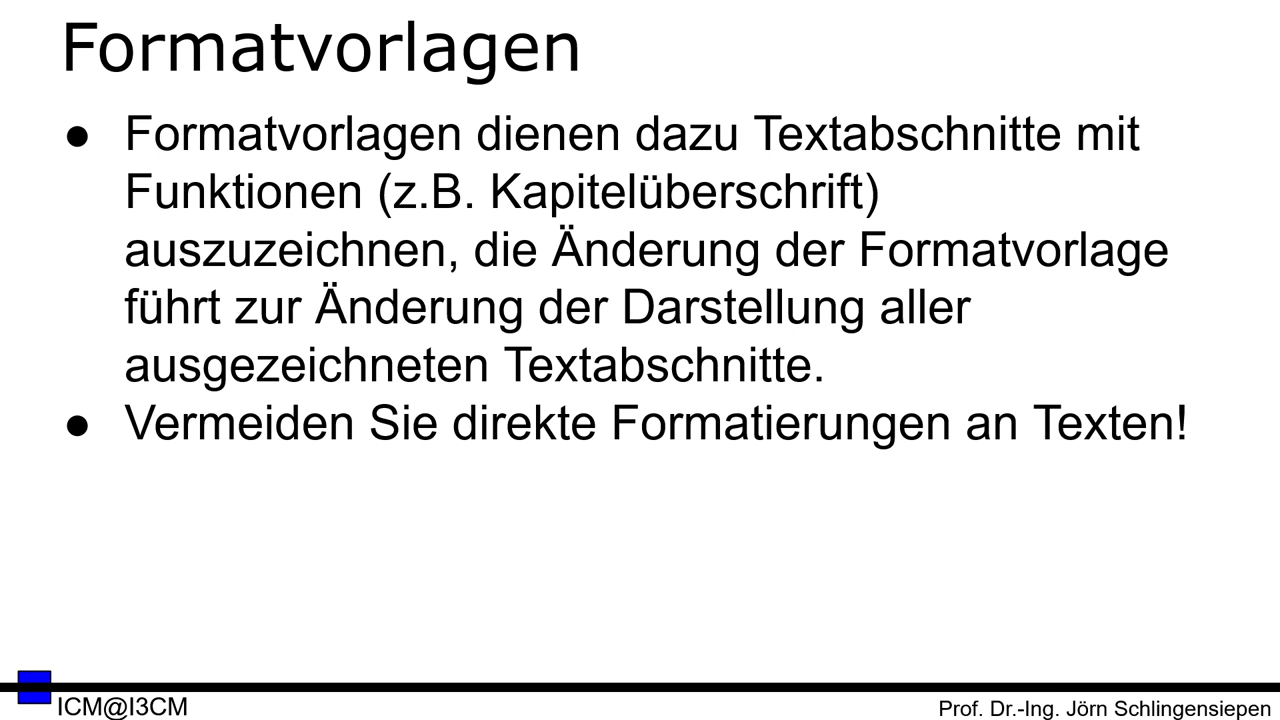 Formatvorlagen
● Formatvorlagen dienen dazu Textabschnitte mit
Funktionen (z.B. Kapitelüberschrift)
auszuzeichnen, die Änderung der Formatvorlage
führt zur Änderung der Darstellung aller
ausgezeichneten Textabschnitte.
● Vermeiden Sie direkte Formatierungen an Texten!
ICM@I3CM
Prof. Dr.-Ing. Jörn Schlingensiepen